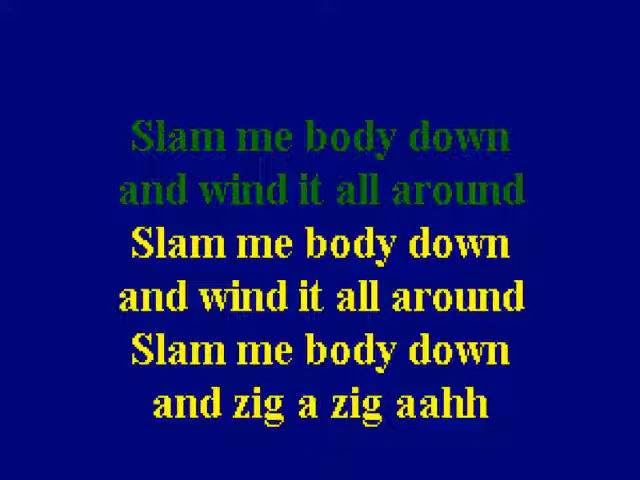 Slam me body down
and wind it all around
Slam me body down
and wind it all around
Slam me body down
and zig a zig aahh